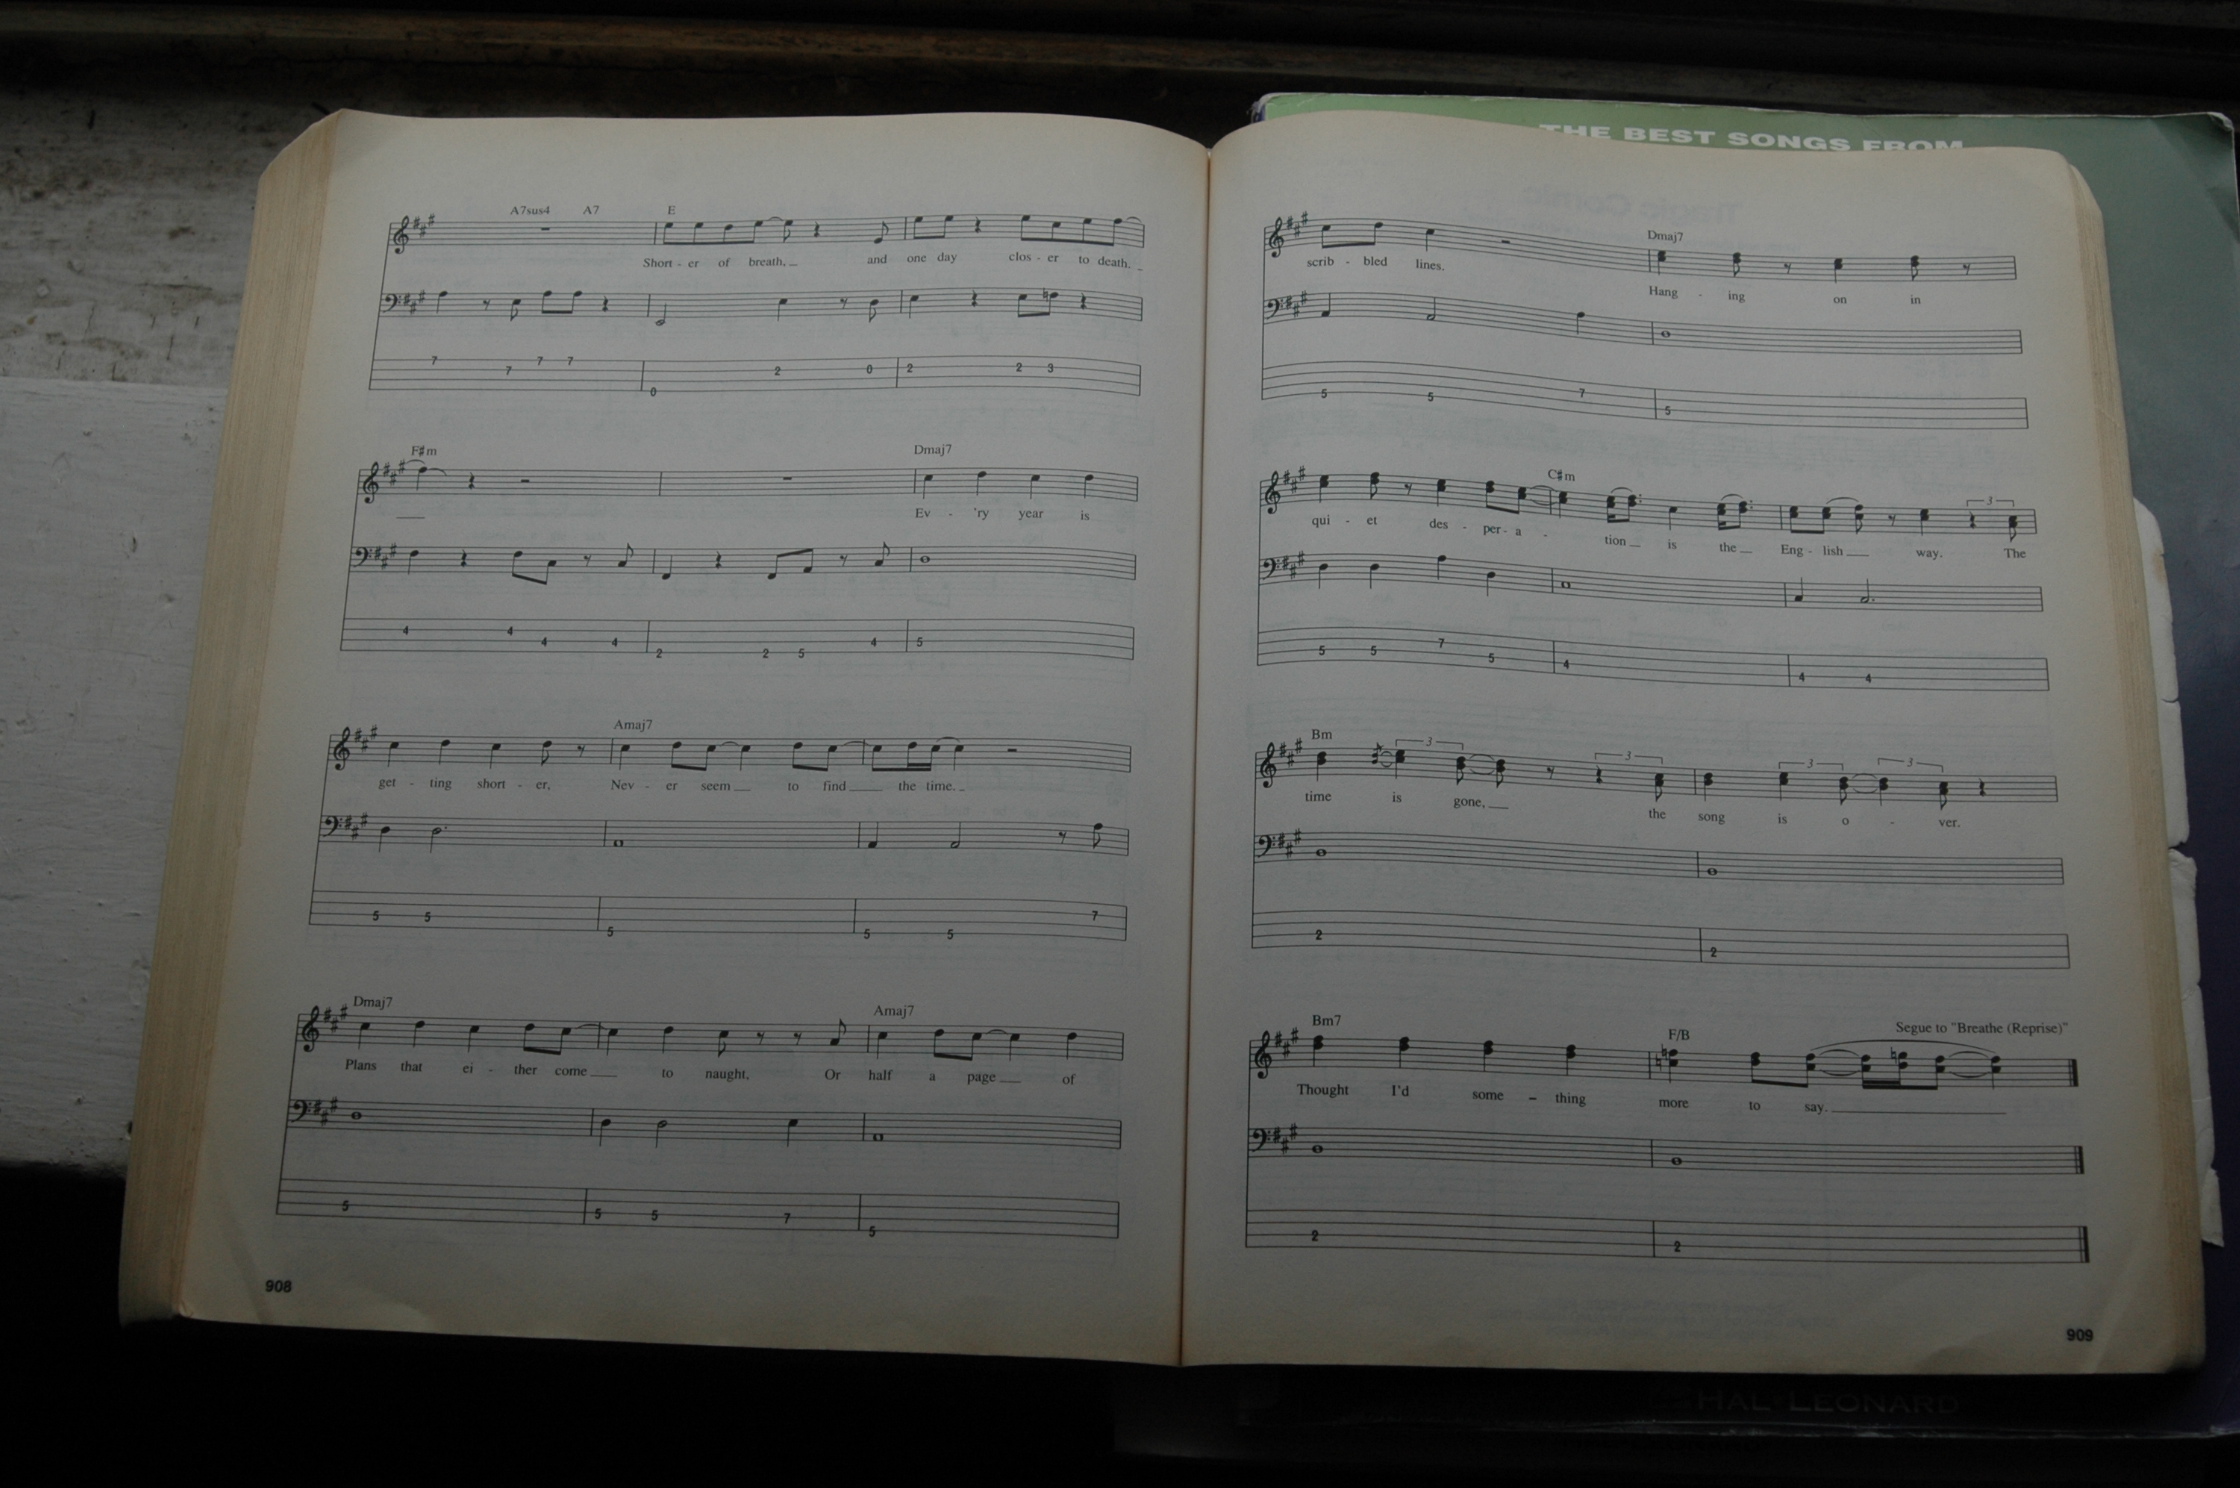 THE BEST SONGS FROM
A7sus4 A7 E
Short - er of breath, and one day clos - er to death.
7 7 7 7 0 2 0 2 2 3
F#m Dmaj7
Ev - 'ry year is
4 4 4 4 2 2 5 4 5
Amaj7
get - ting short - er, Nev - er seem to find the time.
5 5 5 5 5 7
Dmaj7 Amaj7
Plans that ei - ther come to naught, Or half a page of
5 5 5 7 5
908
Dmaj7
scrib - bled lines. Hang - ing on in
5 5 7 5
C#m
qui - et des - per - a - tion is the Eng - lish way. The
5 5 7 5 4 4 4
Bm
3 3 3 3
time is gone, the song is o - ver.
2 2
Bm7 F/B Segue to "Breathe (Reprise)"
Thought I'd some - thing more to say.
2 2
909
HAL LEONARD